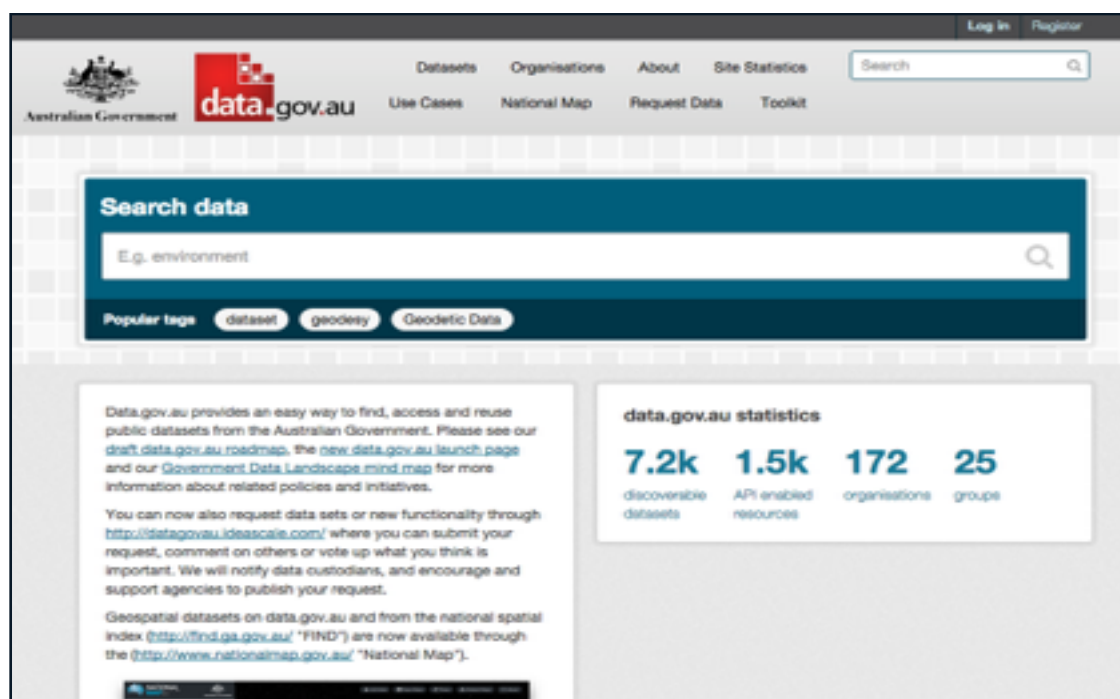 Log in Register
Datasets Organisations About Site Statistics
Search
Australian Government
data.gov.au
Use Cases National Map Request Data Toolkit
Search data
E.g. environment
Popular tags dataset geodesy Geodetic Data
Data.gov.au provides an easy way to find, access and reuse
public datasets from the Australian Government. Please see our
draft data.gov.au roadmap, the new data.gov.au launch page
and our Government Data Landscape mind map for more
information about related policies and initiatives.
You can now also request data sets or new functionality through
http://datagovau.ideascale.com/ where you can submit your
request, comment on others or vote up what you think is
important. We will notify data custodians, and encourage and
support agencies to publish your request.
Geospatial datasets on data.gov.au and from the national spatial
index (http://find.ga.gov.au/ "FIND") are now available through
the (http://www.nationalmap.gov.au/ "National Map").
data.gov.au statistics
7.2k 1.5k 172 25
discoverable API enabled organisations groups
datasets resources